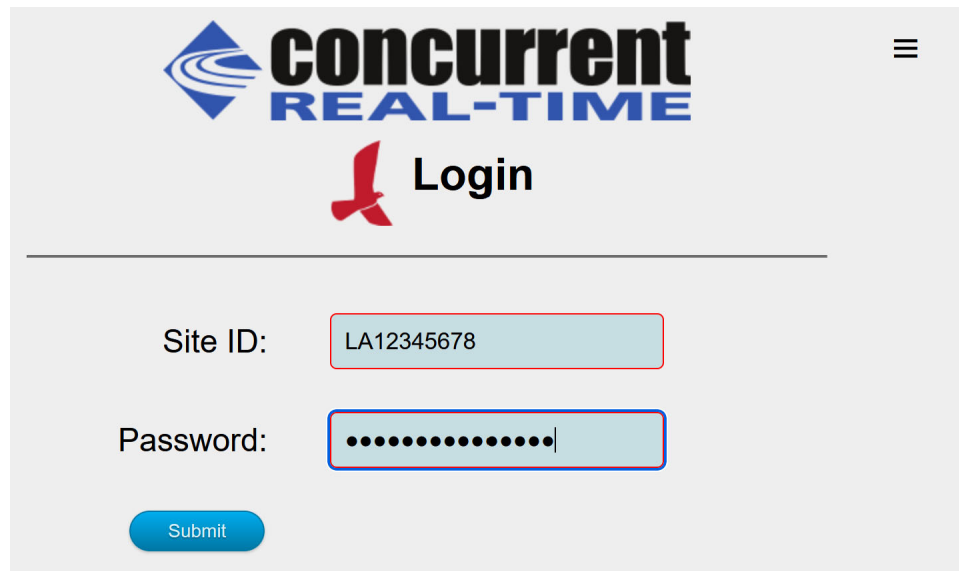 concurrent
REAL-TIME
Login
Site ID: LA12345678
Password: •••••••••••••••
Submit